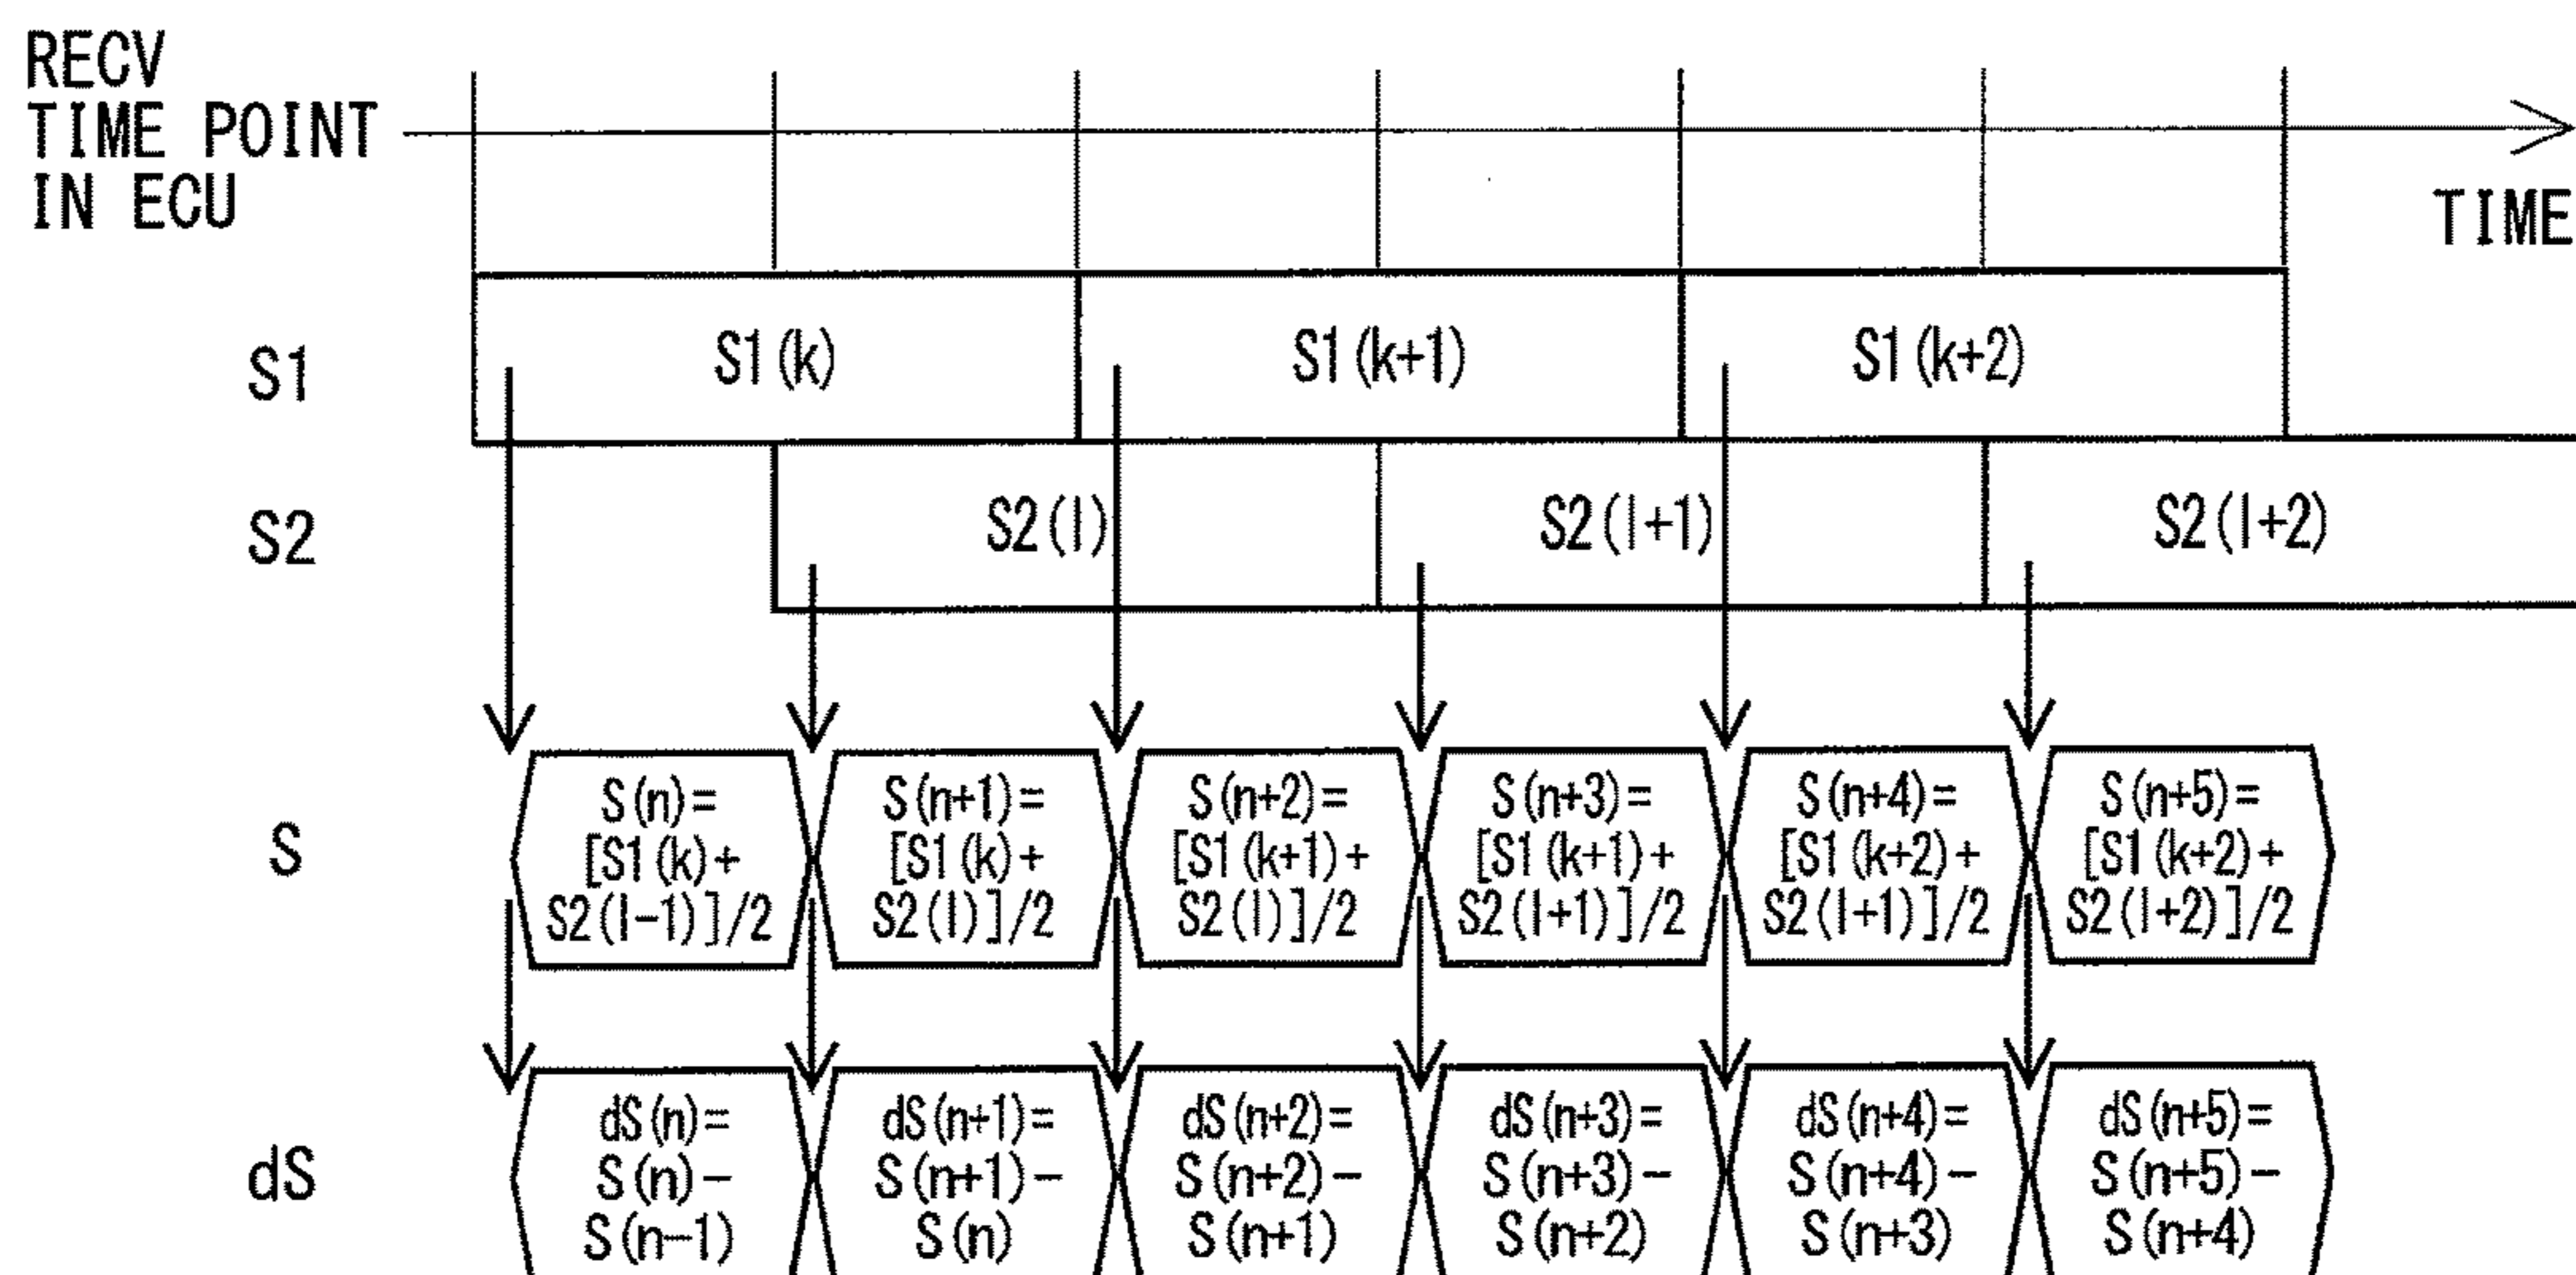 RECV
TIME POINT
IN ECU
TIME
S1
S1(k)
S1(k+1)
S1(k+2)
S2
S2(l)
S2(l+1)
S2(l+2)
S
S(n)=
[S1(k)+
S2(l-1)]/2
S(n+1)=
[S1(k)+
S2(l)]/2
S(n+2)=
[S1(k+1)+
S2(l)]/2
S(n+3)=
[S1(k+1)+
S2(l+1)]/2
S(n+4)=
[S1(k+2)+
S2(l+1)]/2
S(n+5)=
[S1(k+2)+
S2(l+2)]/2
dS
dS(n)=
S(n)-
S(n-1)
dS(n+1)=
S(n+1)-
S(n)
dS(n+2)=
S(n+2)-
S(n+1)
dS(n+3)=
S(n+3)-
S(n+2)
dS(n+4)=
S(n+4)-
S(n+3)
dS(n+5)=
S(n+5)-
S(n+4)